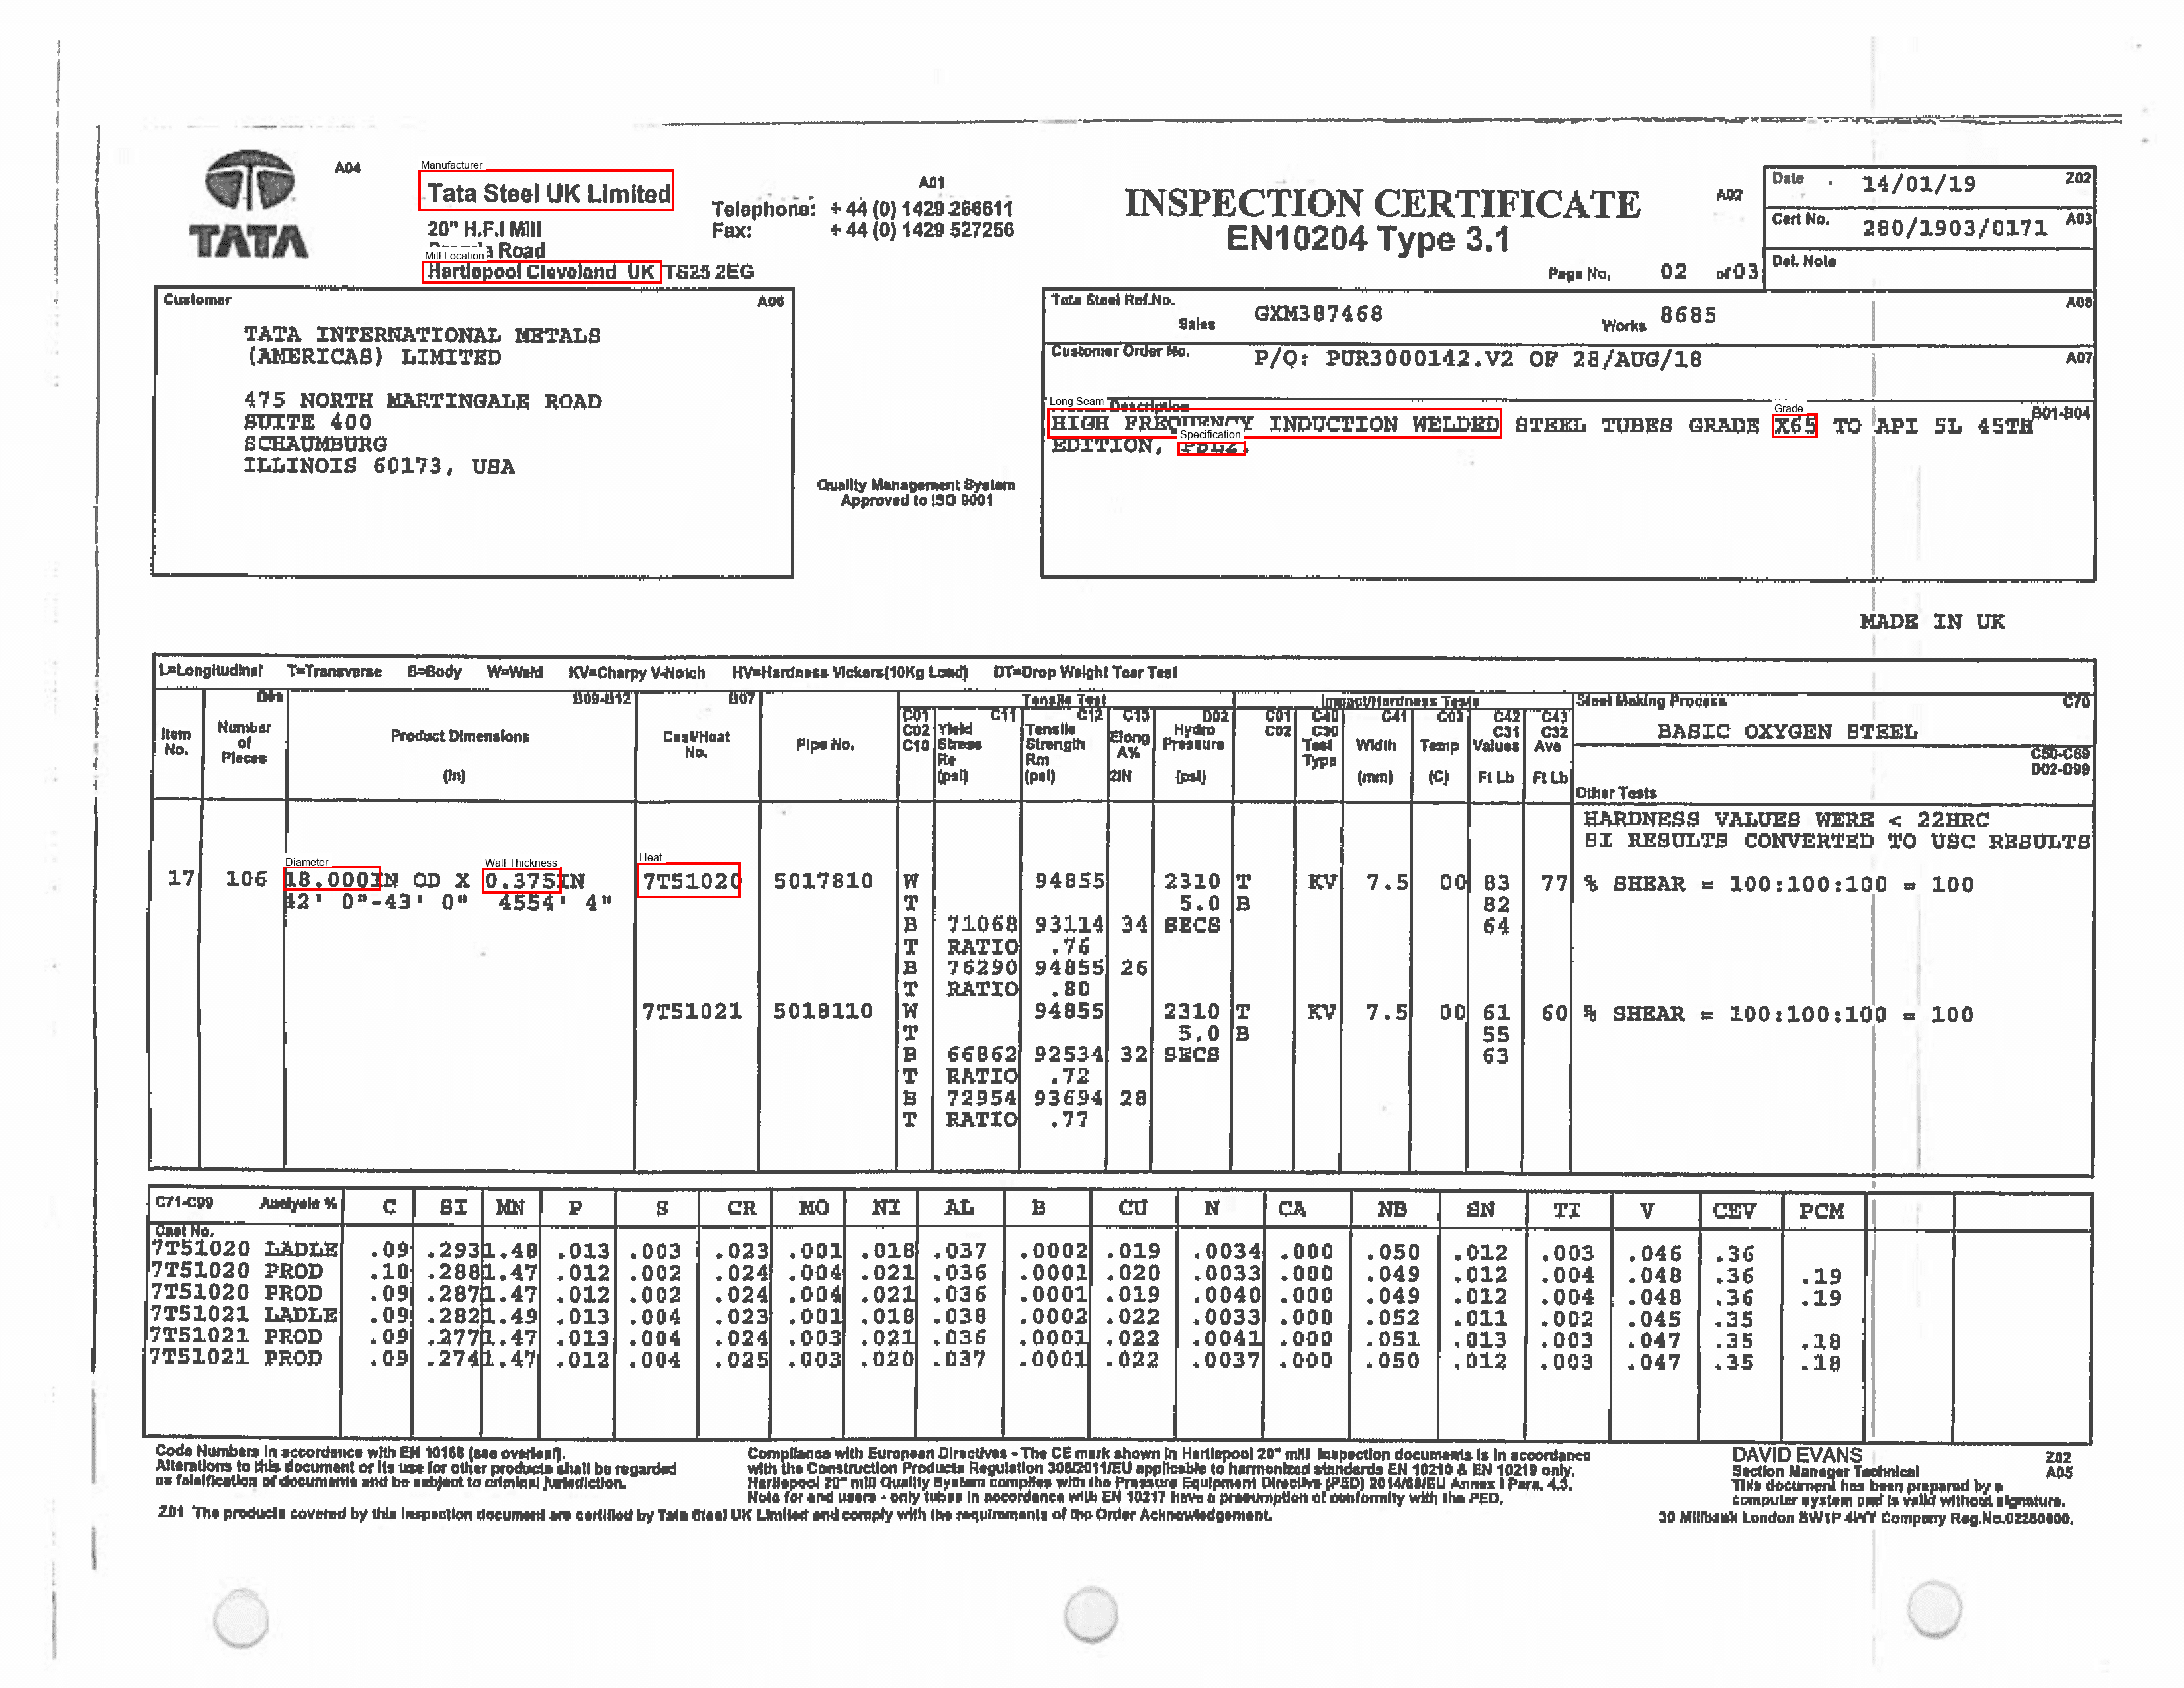 A04
Manufacturer
Tata Steel UK Limited
20" H.F.I Mill
Road
Mill Location
Hartlepool Cleveland UK TS25 2EG
TATA
A01
Telephone: + 44 (0) 1429 266611
Fax: + 44 (0) 1429 527256
INSPECTION CERTIFICATE
EN10204 Type 3.1
A02
Page No. 02 of 03
Date 14/01/19 Z02
Cert No. 280/1903/0171 A03
Del. Note
Customer A06
TATA INTERNATIONAL METALS
(AMERICAS) LIMITED
475 NORTH MARTINGALE ROAD
SUITE 400
SCHAUMBURG
ILLINOIS 60173, USA
Quality Management System
Approved to ISO 9001
Tata Steel Ref.No. A08
Sales GXM387468 Works 8685
Customer Order No. P/Q: PUR3000142.V2 OF 28/AUG/18 A07
Long Seam Description Grade
HIGH FREQUENCY INDUCTION WELDED STEEL TUBES GRADE X65 TO API 5L 45TH B01-B04
Specification
EDITION, PSL2.
MADE IN UK
L=Longitudinal T=Transverse B=Body W=Weld KV=Charpy V-Notch HV=Hardness Vickers(10Kg Load) DT=Drop Weight Tear Test
Item No.
B08 Number of Pieces
B09-B12 Product Dimensions (in)
B07 Cast/Heat No.
Pipe No.
Tensile Test
C01 C02 C10
C11 Yield Stress Re (psi)
C12 Tensile Strength Rm (psi)
C13 Elong A% 2IN
D02 Hydro Pressure (psi)
Impact/Hardness Tests
C01 C02
C40 C30 Test Type
C41 Width (mm)
C03 Temp (C)
C42 C31 Values Ft Lb
C43 C32 Ave Ft Lb
Steel Making Process C70
BASIC OXYGEN STEEL
C50-C69
D02-D99
Other Tests
HARDNESS VALUES WERE < 22HRC
SI RESULTS CONVERTED TO USC RESULTS
Diameter Wall Thickness Heat
17 106 18.000IN OD X 0.375IN 7T51020 5017810 W 94855 2310 T KV 7.5 00 83 77 % SHEAR = 100:100:100 = 100
42' 0"-43' 0" 4554' 4" T 5.0 B 82
B 71068 93114 34 SECS 64
T RATIO .76
B 76290 94855 26
T RATIO .80
7T51021 5018110 W 94855 2310 T KV 7.5 00 61 60 % SHEAR = 100:100:100 = 100
T 5.0 B 55
B 66862 92534 32 SECS 63
T RATIO .72
B 72954 93694 28
T RATIO .77
C71-C99 Analysis % C SI MN P S CR MO NI AL B CU N CA NB SN TI V CEV PCM
Cast No.
7T51020 LADLE .09 .293 1.48 .013 .003 .023 .001 .018 .037 .0002 .019 .0034 .000 .050 .012 .003 .046 .36
7T51020 PROD .10 .288 1.47 .012 .002 .024 .004 .021 .036 .0001 .020 .0033 .000 .049 .012 .004 .048 .36 .19
7T51020 PROD .09 .287 1.47 .012 .002 .024 .004 .021 .036 .0001 .019 .0040 .000 .049 .012 .004 .048 .36 .19
7T51021 LADLE .09 .282 1.49 .013 .004 .023 .001 .018 .038 .0002 .022 .0033 .000 .052 .011 .002 .045 .35
7T51021 PROD .09 .277 1.47 .013 .004 .024 .003 .021 .036 .0001 .022 .0041 .000 .051 .013 .003 .047 .35 .18
7T51021 PROD .09 .274 1.47 .012 .004 .025 .003 .020 .037 .0001 .022 .0037 .000 .050 .012 .003 .047 .35 .18
Code Numbers in accordance with EN 10168 (see overleaf).
Alterations to this document or its use for other products shall be regarded
as falsification of documents and be subject to criminal jurisdiction.
Compliance with European Directives - The CE mark shown in Hartlepool 20" mill inspection documents is in accordance
with the Construction Products Regulation 305/2011/EU applicable to harmonized standards EN 10210 & EN 10219 only.
Hartlepool 20" mill Quality System complies with the Pressure Equipment Directive (PED) 2014/68/EU Annex I Para. 4.3.
Note for end users - only tubes in accordance with EN 10217 have a presumption of conformity with the PED.
DAVID EVANS Z02
Section Manager Technical A05
This document has been prepared by a
computer system and is valid without signature.
Z01 The products covered by this inspection document are certified by Tata Steel UK Limited and comply with the requirements of the Order Acknowledgement.
30 Millbank London SW1P 4WY Company Reg.No.02280000.